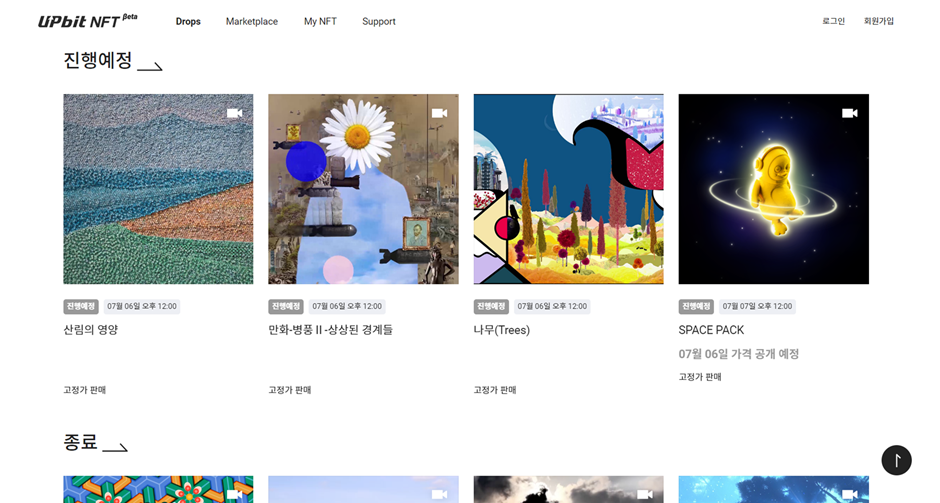 UPbit NFT Beta
Drops Marketplace My NFT Support 로그인 회원가입
진행예정
진행예정 07월 06일 오후 12:00
산림의 영양
고정가 판매
진행예정 07월 06일 오후 12:00
만화-병풍 II -상상된 경계들
고정가 판매
진행예정 07월 06일 오후 12:00
나무(Trees)
고정가 판매
진행예정 07월 07일 오후 12:00
SPACE PACK
07월 06일 가격 공개 예정
고정가 판매
종료